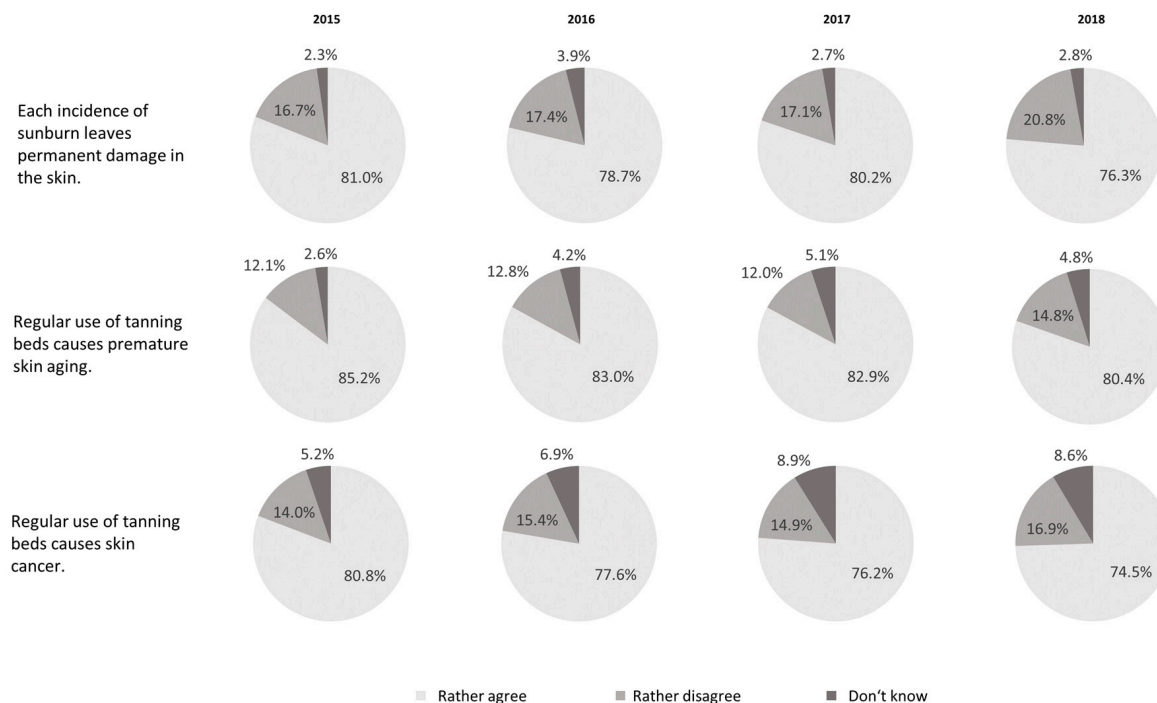 2015 2016 2017 2018
2.3% 3.9% 2.7% 2.8%
Each incidence of
sunburn leaves
permanent damage in
the skin.
16.7% 17.4% 17.1% 20.8%
81.0% 78.7% 80.2% 76.3%
12.1% 2.6% 12.8% 4.2% 12.0% 5.1% 4.8%
Regular use of tanning
beds causes premature
skin aging.
14.8%
85.2% 83.0% 82.9% 80.4%
5.2% 6.9% 8.9% 8.6%
Regular use of tanning
beds causes skin
cancer.
14.0% 15.4% 14.9% 16.9%
80.8% 77.6% 76.2% 74.5%
Rather agree Rather disagree Don‘t know